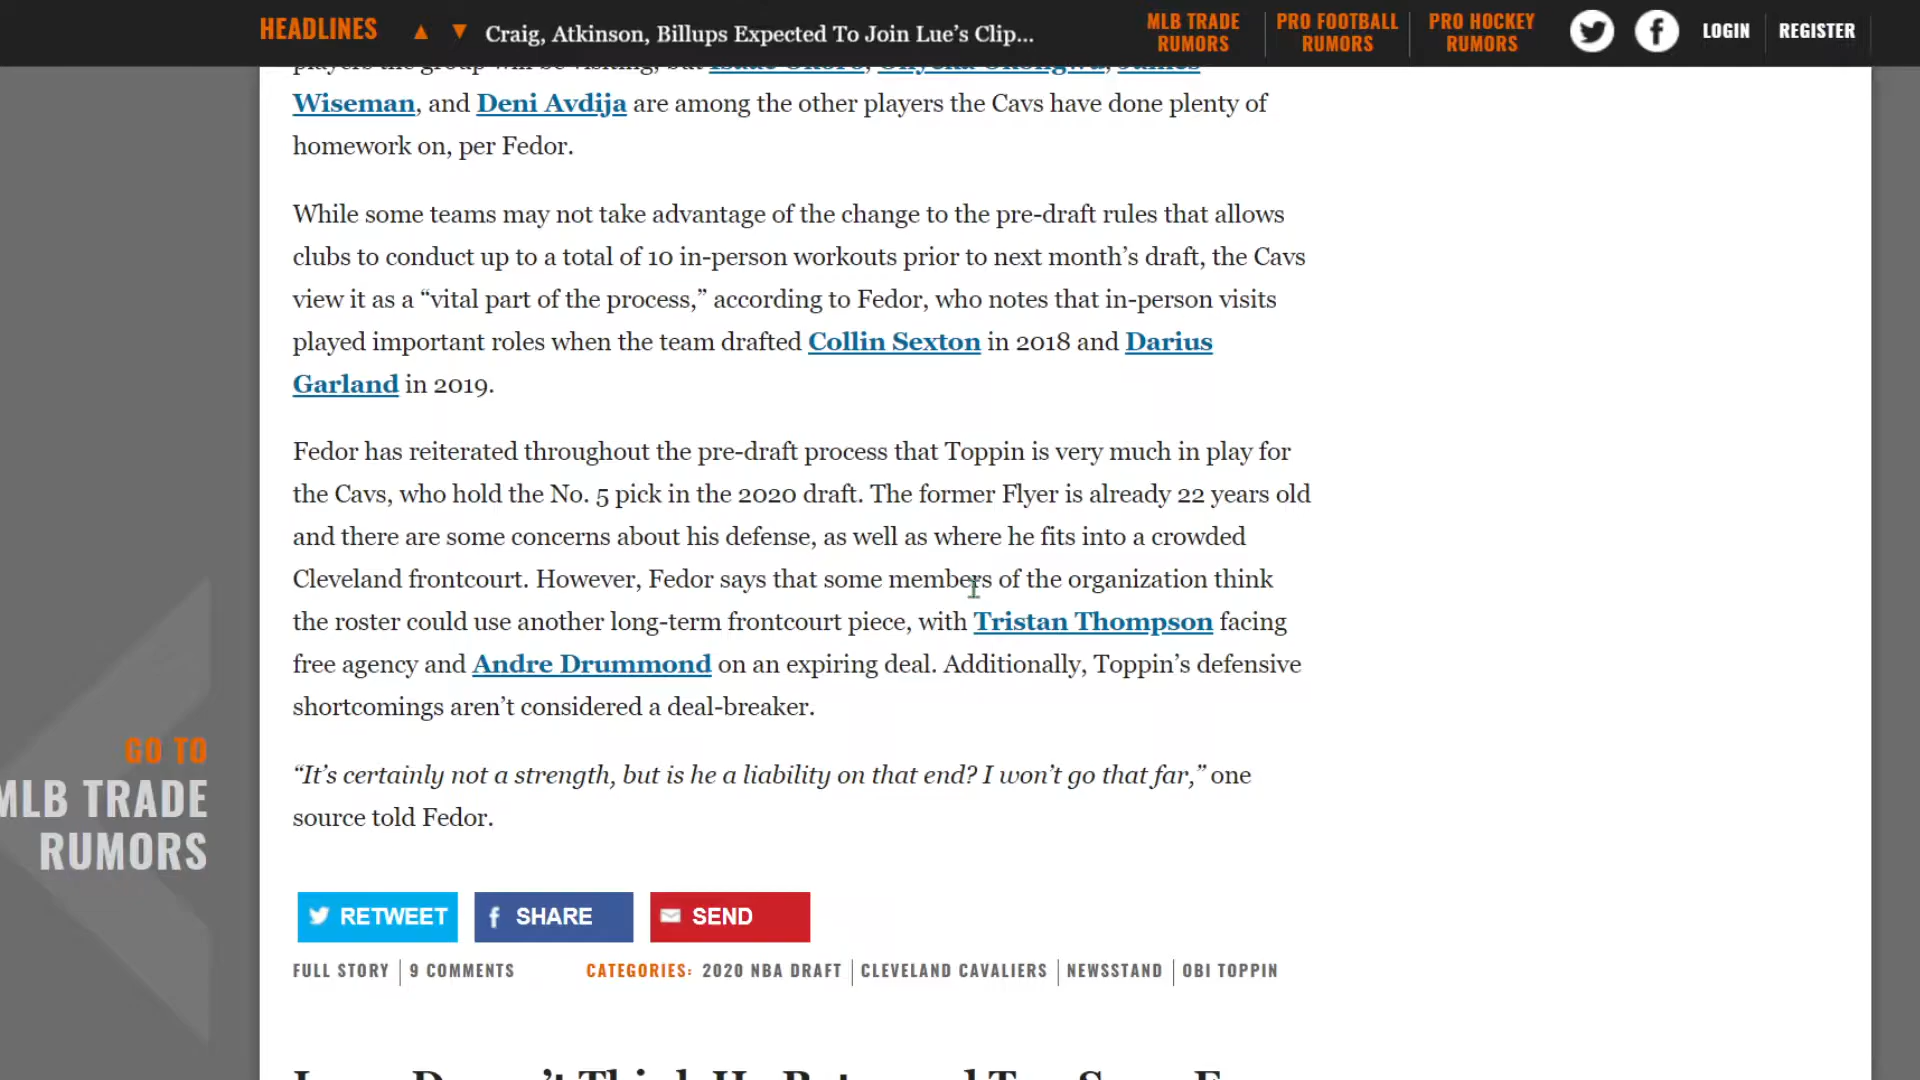 HEADLINES
Craig, Atkinson, Billups Expected To Join Lue’s Clip...
MLB TRADE
RUMORS
PRO FOOTBALL
RUMORS
PRO HOCKEY
RUMORS
LOGIN
REGISTER
players the group will be visiting, but Isaac Okoro, Onyeka Okongwu, James
Wiseman, and Deni Avdija are among the other players the Cavs have done plenty of
homework on, per Fedor.
While some teams may not take advantage of the change to the pre-draft rules that allows
clubs to conduct up to a total of 10 in-person workouts prior to next month’s draft, the Cavs
view it as a “vital part of the process,” according to Fedor, who notes that in-person visits
played important roles when the team drafted Collin Sexton in 2018 and Darius
Garland in 2019.
Fedor has reiterated throughout the pre-draft process that Toppin is very much in play for
the Cavs, who hold the No. 5 pick in the 2020 draft. The former Flyer is already 22 years old
and there are some concerns about his defense, as well as where he fits into a crowded
Cleveland frontcourt. However, Fedor says that some members of the organization think
the roster could use another long-term frontcourt piece, with Tristan Thompson facing
free agency and Andre Drummond on an expiring deal. Additionally, Toppin’s defensive
shortcomings aren’t considered a deal-breaker.
“It’s certainly not a strength, but is he a liability on that end? I won’t go that far,” one
source told Fedor.
GO TO
MLB TRADE
RUMORS
RETWEET
SHARE
SEND
FULL STORY
9 COMMENTS
CATEGORIES: 2020 NBA DRAFT
CLEVELAND CAVALIERS
NEWSSTAND
OBI TOPPIN